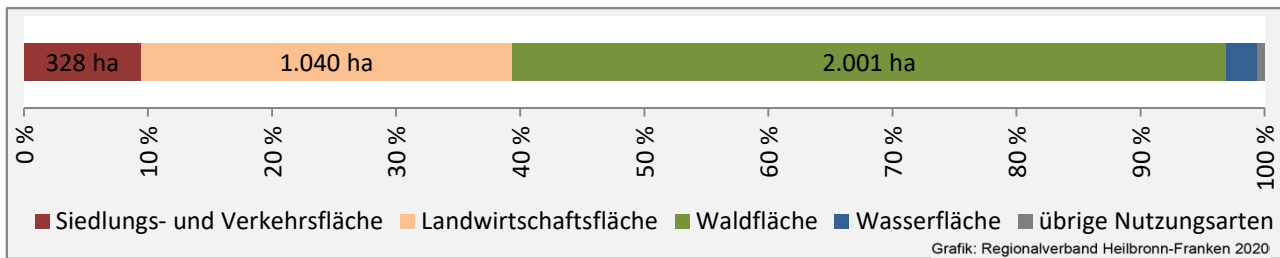 328 ha 1.040 ha 2.001 ha
0 % 10 % 20 % 30 % 40 % 50 % 60 % 70 % 80 % 90 % 100 %
Siedlungs- und Verkehrsfläche Landwirtschaftsfläche Waldfläche Wasserfläche übrige Nutzungsarten
Grafik: Regionalverband Heilbronn-Franken 2020